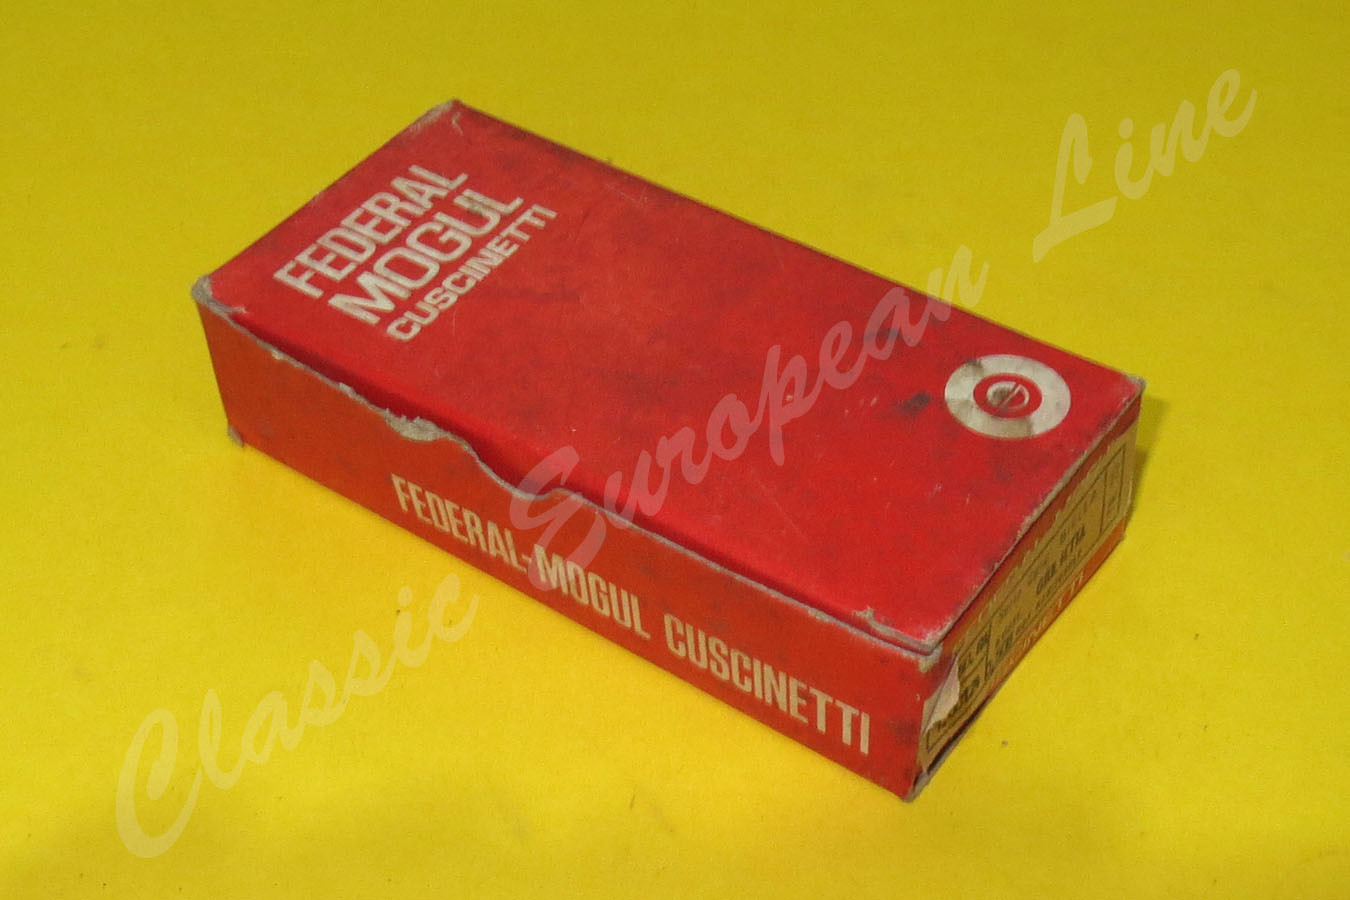 FEDERAL
MOGUL
CUSCINETTI
FEDERAL-MOGUL CUSCINETTI
Classic European Line